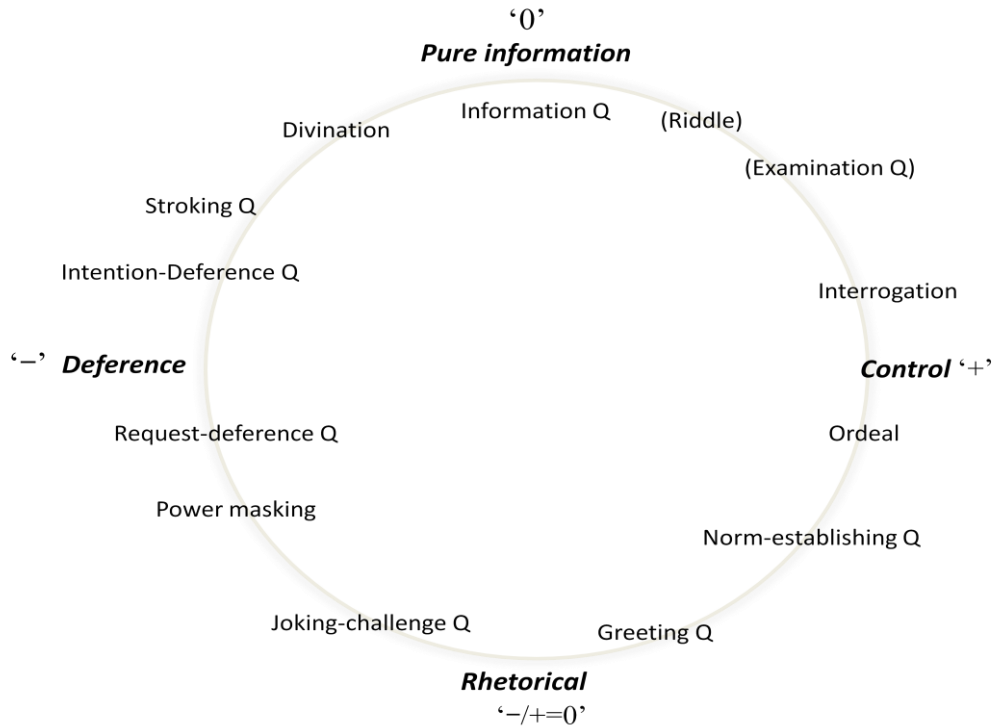 ‘0’
Pure information
Information Q
(Riddle)
Divination
(Examination Q)
Stroking Q
Intention-Deference Q
Interrogation
‘–’ Deference
Control ‘+’
Request-deference Q
Ordeal
Power masking
Norm-establishing Q
Joking-challenge Q
Greeting Q
Rhetorical
‘–/+=0’